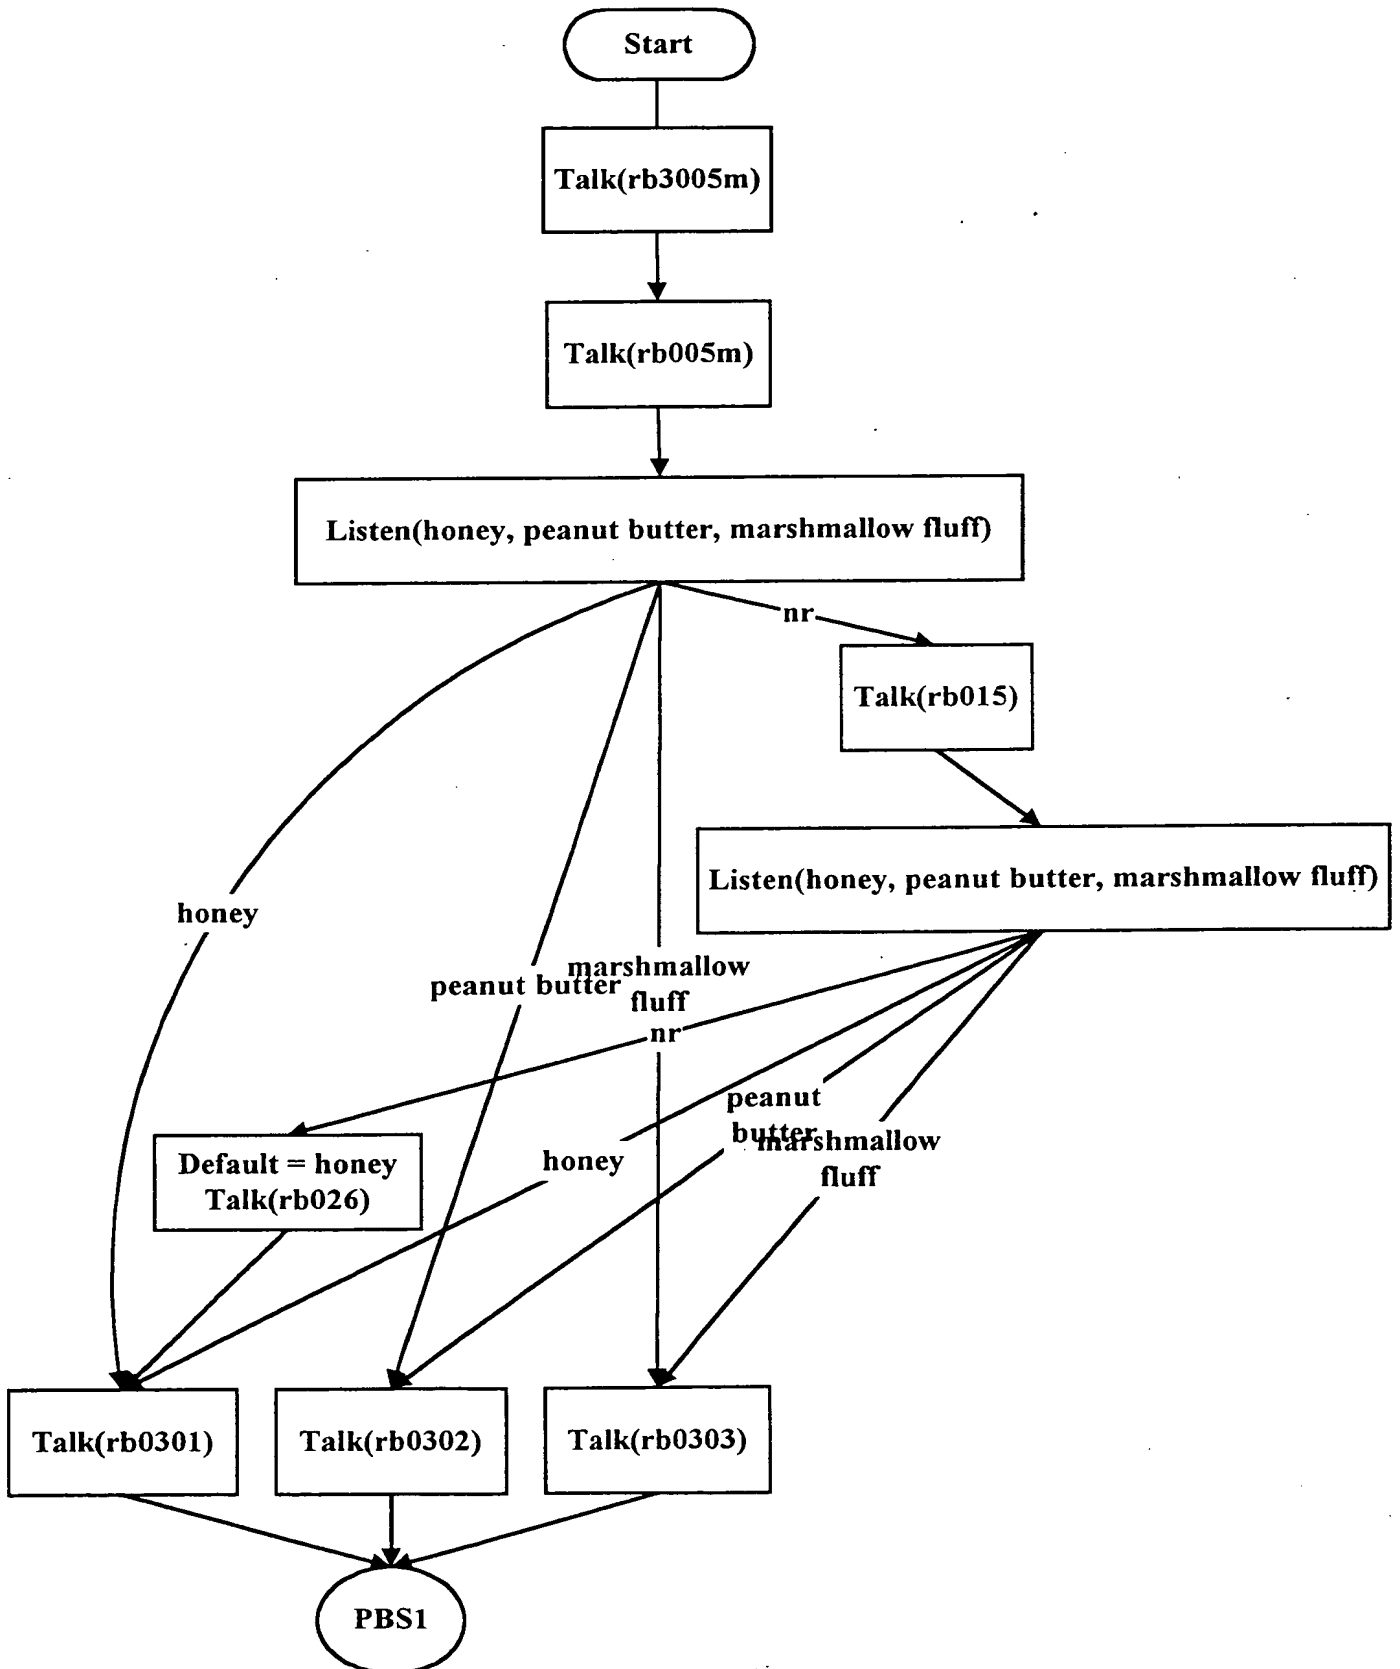 Start
Talk(rb3005m)
Talk(rb005m)
Listen(honey, peanut butter, marshmallow fluff)
nr
Talk(rb015)
Listen(honey, peanut butter, marshmallow fluff)
honey
peanut butter
marshmallow
fluff
nr
peanut
butter
marshmallow
fluff
honey
Default = honey
Talk(rb026)
Talk(rb0301)
Talk(rb0302)
Talk(rb0303)
PBS1